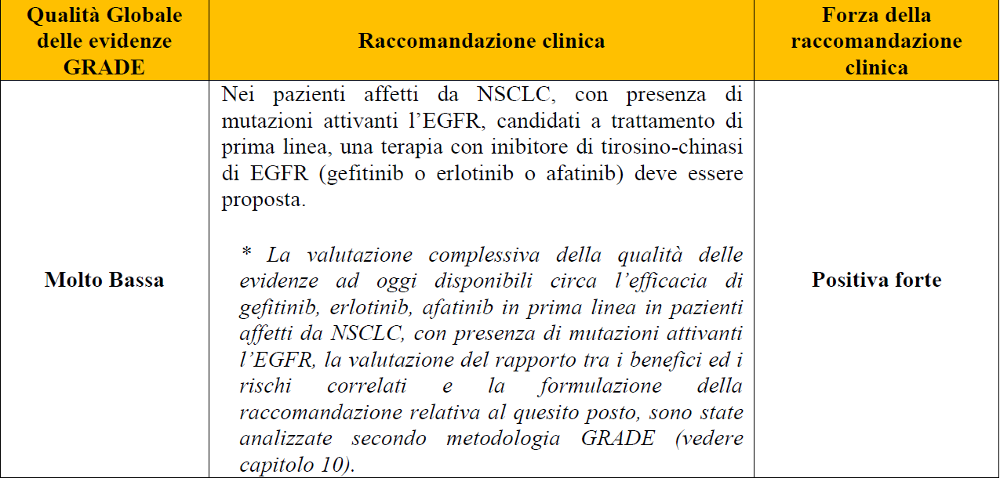 Qualità Globale
delle evidenze
GRADE
Raccomandazione clinica
Forza della
raccomandazione
clinica
Molto Bassa
Nei pazienti affetti da NSCLC, con presenza di
mutazioni attivanti l’EGFR, candidati a trattamento di
prima linea, una terapia con inibitore di tirosino-chinasi
di EGFR (gefitinib o erlotinib o afatinib) deve essere
proposta.
* La valutazione complessiva della qualità delle
evidenze ad oggi disponibili circa l’efficacia di
gefitinib, erlotinib, afatinib in prima linea in pazienti
affetti da NSCLC, con presenza di mutazioni attivanti
l’EGFR, la valutazione del rapporto tra i benefici ed i
rischi correlati e la formulazione della
raccomandazione relativa al quesito posto, sono state
analizzate secondo metodologia GRADE (vedere
capitolo 10).
Positiva forte